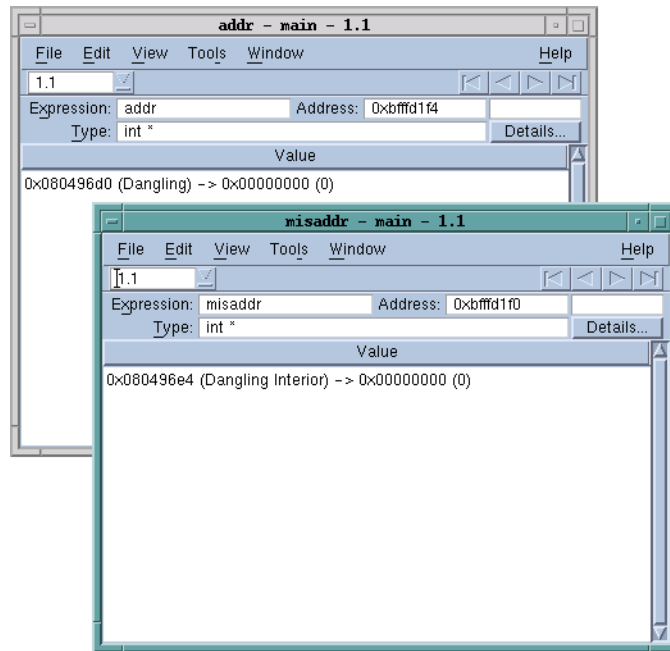 addr - main - 1.1
File Edit View Tools Window Help
1.1
Expression: addr Address: 0xbfffd1f4
Type: int * Details...
Value
0x080496d0 (Dangling) -> 0x00000000 (0)
misaddr - main - 1.1
File Edit View Tools Window Help
1.1
Expression: misaddr Address: 0xbfffd1f0
Type: int * Details...
Value
0x080496e4 (Dangling Interior) -> 0x00000000 (0)